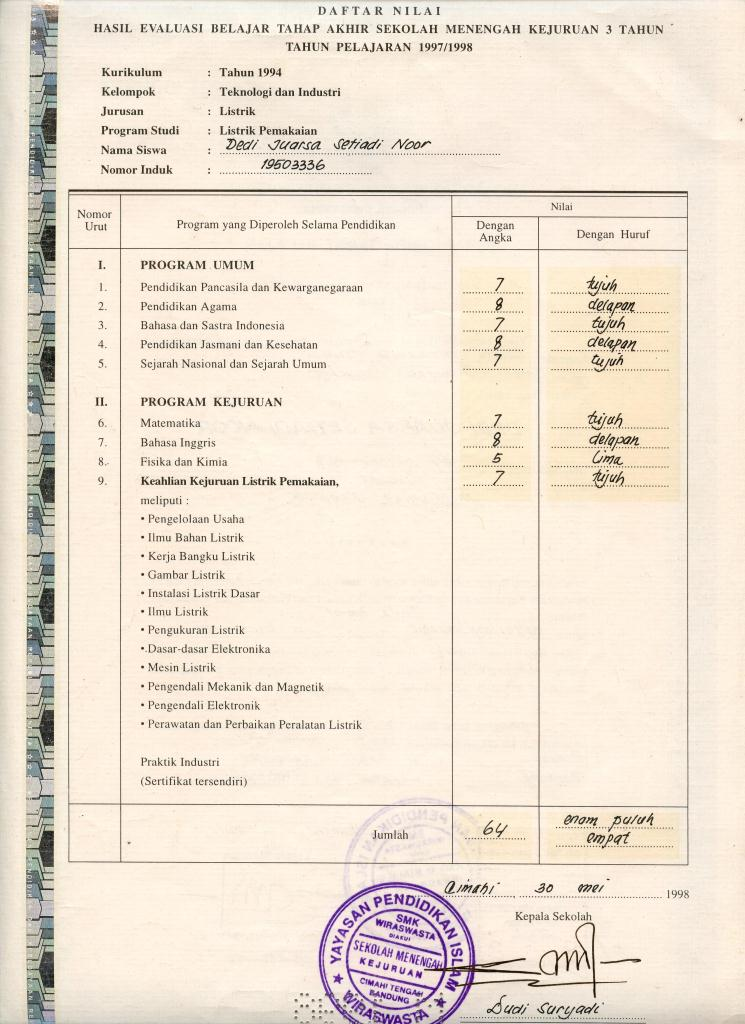 DAFTAR NILAI
HASIL EVALUASI BELAJAR TAHAP AKHIR SEKOLAH MENENGAH KEJURUAN 3 TAHUN
TAHUN PELAJARAN 1997/1998
Kurikulum : Tahun 1994
Kelompok : Teknologi dan Industri
Jurusan : Listrik
Program Studi : Listrik Pemakaian
Nama Siswa : Dedi Juarsa Setiadi Noor
Nomor Induk : 19503336
Nomor Urut Program yang Diperoleh Selama Pendidikan Nilai
Dengan Angka Dengan Huruf
I. PROGRAM UMUM
1. Pendidikan Pancasila dan Kewarganegaraan 7 tujuh
2. Pendidikan Agama 8 delapan
3. Bahasa dan Sastra Indonesia 7 tujuh
4. Pendidikan Jasmani dan Kesehatan 8 delapan
5. Sejarah Nasional dan Sejarah Umum 7 tujuh
II. PROGRAM KEJURUAN
6. Matematika 7 tujuh
7. Bahasa Inggris 8 delapan
8. Fisika dan Kimia 5 Lima
9. Keahlian Kejuruan Listrik Pemakaian, 7 tujuh
meliputi :
• Pengelolaan Usaha
• Ilmu Bahan Listrik
• Kerja Bangku Listrik
• Gambar Listrik
• Instalasi Listrik Dasar
• Ilmu Listrik
• Pengukuran Listrik
• Dasar-dasar Elektronika
• Mesin Listrik
• Pengendali Mekanik dan Magnetik
• Pengendali Elektronik
• Perawatan dan Perbaikan Peralatan Listrik
Praktik Industri
(Sertifikat tersendiri)
Jumlah 64 enam puluh
empat
Cimahi, 30 mei 1998
Kepala Sekolah
YAYASAN PENDIDIKAN ISLAM
SMK
WIRASWASTA
DIAKUI
SEKOLAH MENENGAH
KEJURUAN
CIMAHI TENGAH
BANDUNG
WIRASWASTA
Dudi Suryadi